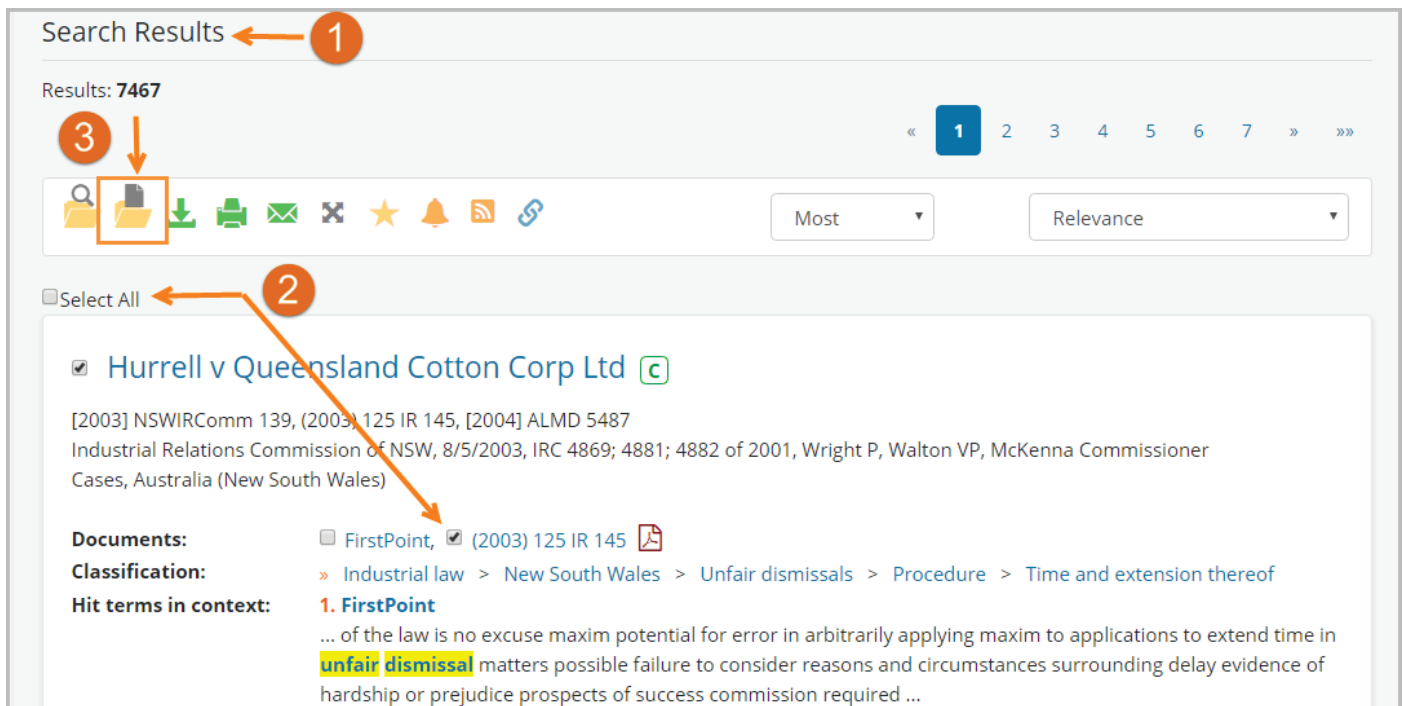 Search Results
1
Results: 7467
3
« 1 2 3 4 5 6 7 » »»
Most Relevance
Select All
2
Hurrell v Queensland Cotton Corp Ltd C
[2003] NSWIRComm 139, (2003) 125 IR 145, [2004] ALMD 5487
Industrial Relations Commission of NSW, 8/5/2003, IRC 4869; 4881; 4882 of 2001, Wright P, Walton VP, McKenna Commissioner
Cases, Australia (New South Wales)
Documents: FirstPoint, (2003) 125 IR 145
Classification: » Industrial law > New South Wales > Unfair dismissals > Procedure > Time and extension thereof
Hit terms in context: 1. FirstPoint
... of the law is no excuse maxim potential for error in arbitrarily applying maxim to applications to extend time in
unfair dismissal matters possible failure to consider reasons and circumstances surrounding delay evidence of
hardship or prejudice prospects of success commission required ...